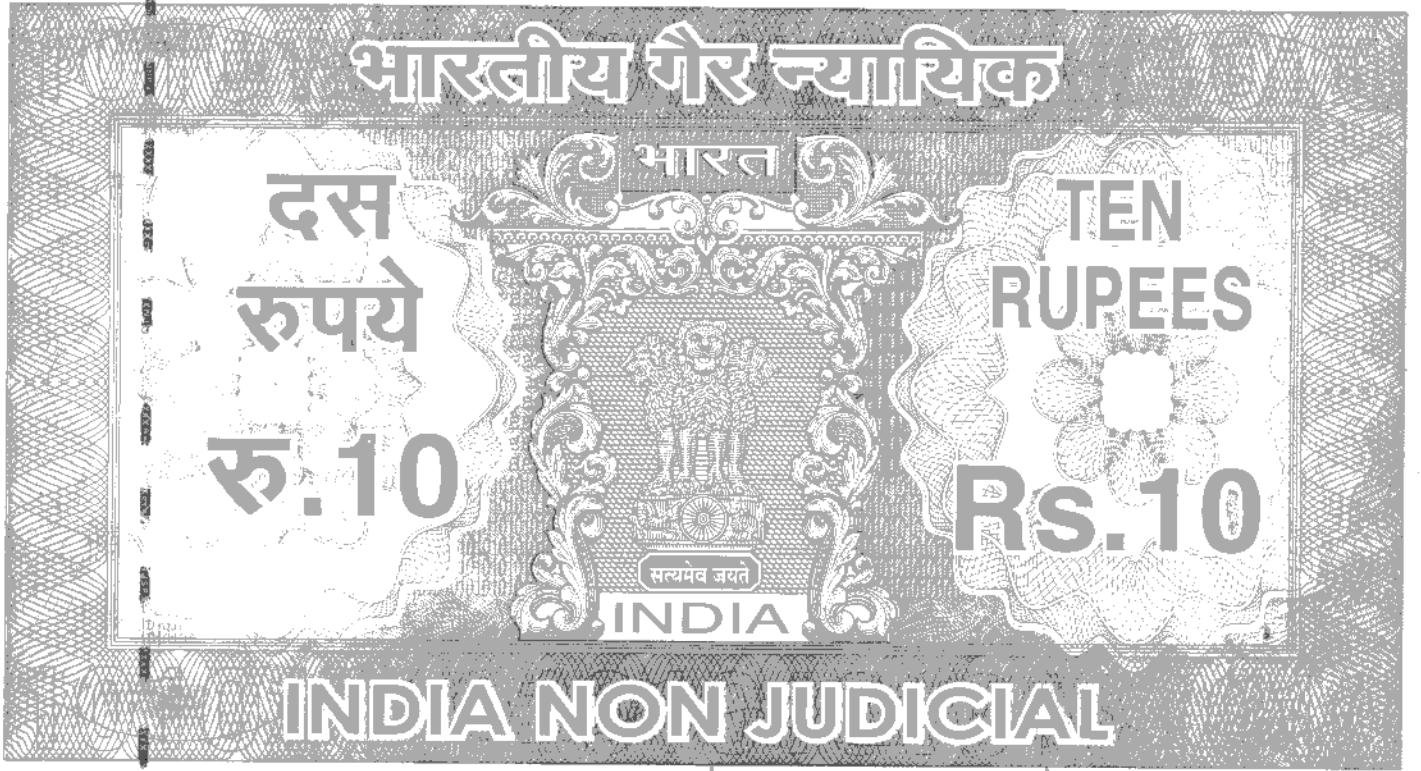 भारतीय गैर न्यायिक
भारत
दस
रुपये
रु.10
TEN
RUPEES
Rs.10
सत्यमेव जयते
INDIA
INDIA NON JUDICIAL